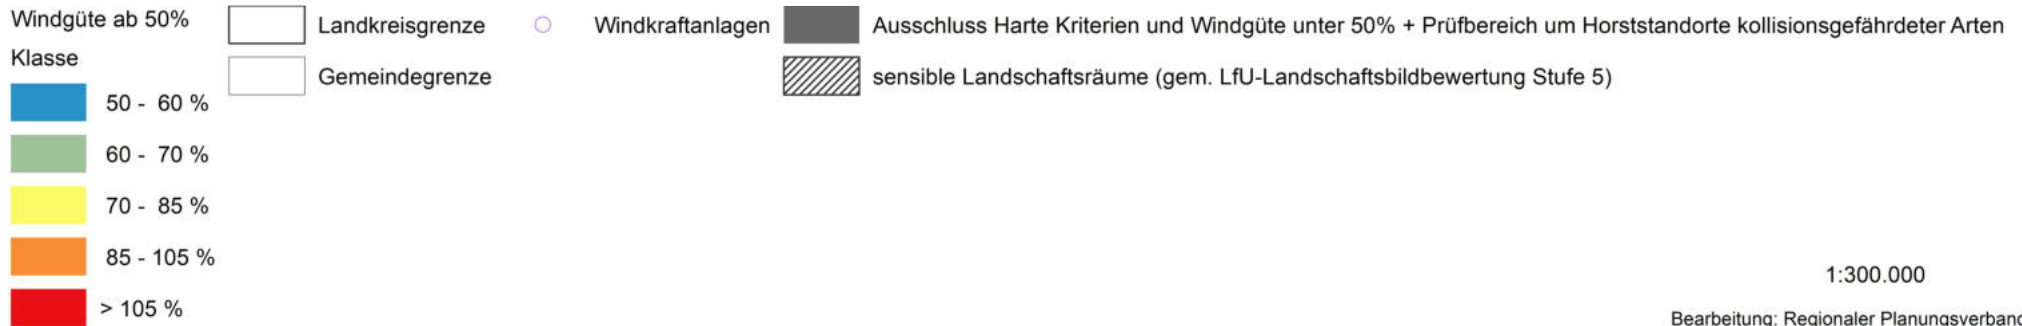 Windgüte ab 50%
Klasse
50 - 60 %
60 - 70 %
70 - 85 %
85 - 105 %
> 105 %
Landkreisgrenze
Gemeindegrenze
Windkraftanlagen
Ausschluss Harte Kriterien und Windgüte unter 50% + Prüfbereich um Horststandorte kollisionsgefährdeter Arten
sensible Landschaftsräume (gem. LfU-Landschaftsbildbewertung Stufe 5)
1:300.000
Bearbeitung: Regionaler Planungsverband